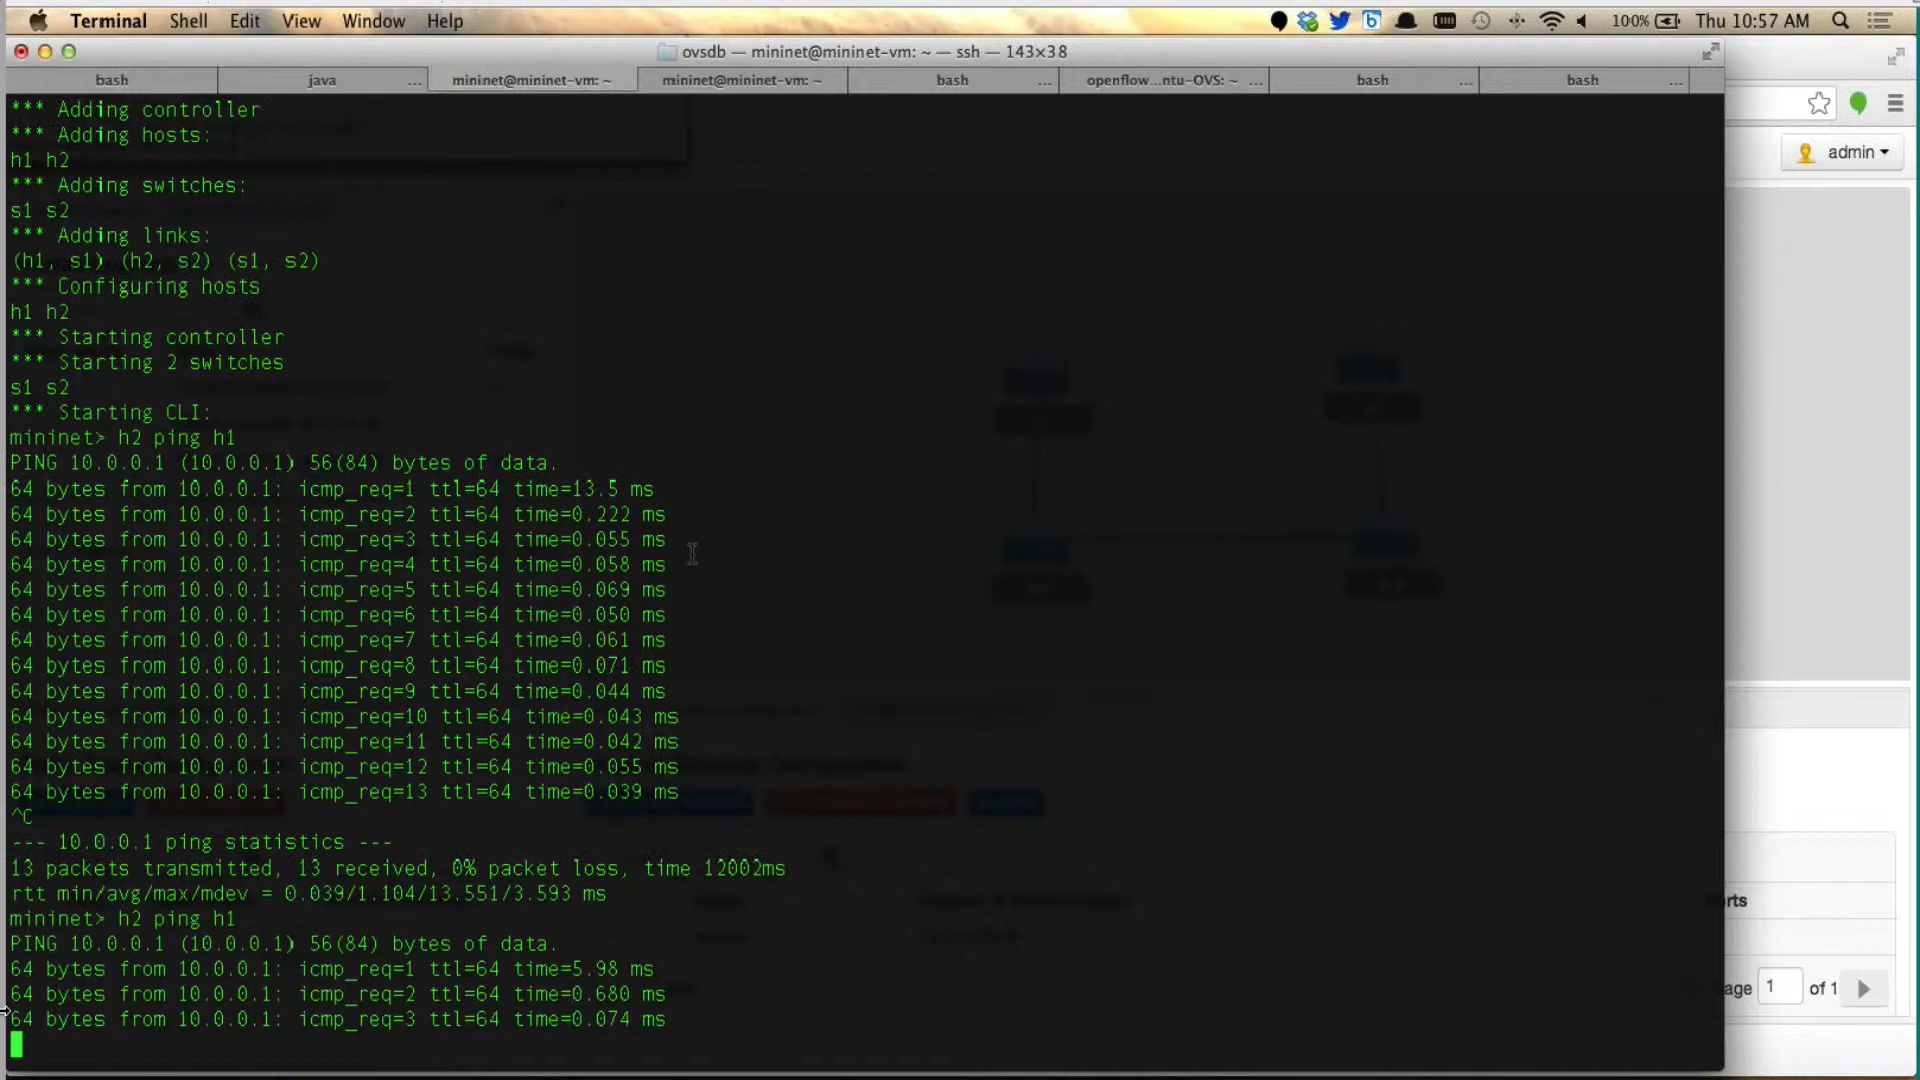 Terminal Shell Edit View Window Help 100% Thu 10:57 AM
ovsdb — mininet@mininet-vm: ~ — ssh — 143×38
bash java ... mininet@mininet-vm: ~ mininet@mininet-vm: ~ bash ... openflow...ntu-OVS: ~ ... bash ... bash ...
*** Adding controller
*** Adding hosts:
h1 h2
*** Adding switches:
s1 s2
*** Adding links:
(h1, s1) (h2, s2) (s1, s2)
*** Configuring hosts
h1 h2
*** Starting controller
*** Starting 2 switches
s1 s2
*** Starting CLI:
mininet> h2 ping h1
PING 10.0.0.1 (10.0.0.1) 56(84) bytes of data.
64 bytes from 10.0.0.1: icmp_req=1 ttl=64 time=13.5 ms
64 bytes from 10.0.0.1: icmp_req=2 ttl=64 time=0.222 ms
64 bytes from 10.0.0.1: icmp_req=3 ttl=64 time=0.055 ms
64 bytes from 10.0.0.1: icmp_req=4 ttl=64 time=0.058 ms
64 bytes from 10.0.0.1: icmp_req=5 ttl=64 time=0.069 ms
64 bytes from 10.0.0.1: icmp_req=6 ttl=64 time=0.050 ms
64 bytes from 10.0.0.1: icmp_req=7 ttl=64 time=0.061 ms
64 bytes from 10.0.0.1: icmp_req=8 ttl=64 time=0.071 ms
64 bytes from 10.0.0.1: icmp_req=9 ttl=64 time=0.044 ms
64 bytes from 10.0.0.1: icmp_req=10 ttl=64 time=0.043 ms
64 bytes from 10.0.0.1: icmp_req=11 ttl=64 time=0.042 ms
64 bytes from 10.0.0.1: icmp_req=12 ttl=64 time=0.055 ms
64 bytes from 10.0.0.1: icmp_req=13 ttl=64 time=0.039 ms
^C
--- 10.0.0.1 ping statistics ---
13 packets transmitted, 13 received, 0% packet loss, time 12002ms
rtt min/avg/max/mdev = 0.039/1.104/13.551/3.593 ms
mininet> h2 ping h1
PING 10.0.0.1 (10.0.0.1) 56(84) bytes of data.
64 bytes from 10.0.0.1: icmp_req=1 ttl=64 time=5.98 ms
64 bytes from 10.0.0.1: icmp_req=2 ttl=64 time=0.680 ms
64 bytes from 10.0.0.1: icmp_req=3 ttl=64 time=0.074 ms
admin
rts
age 1 of 1